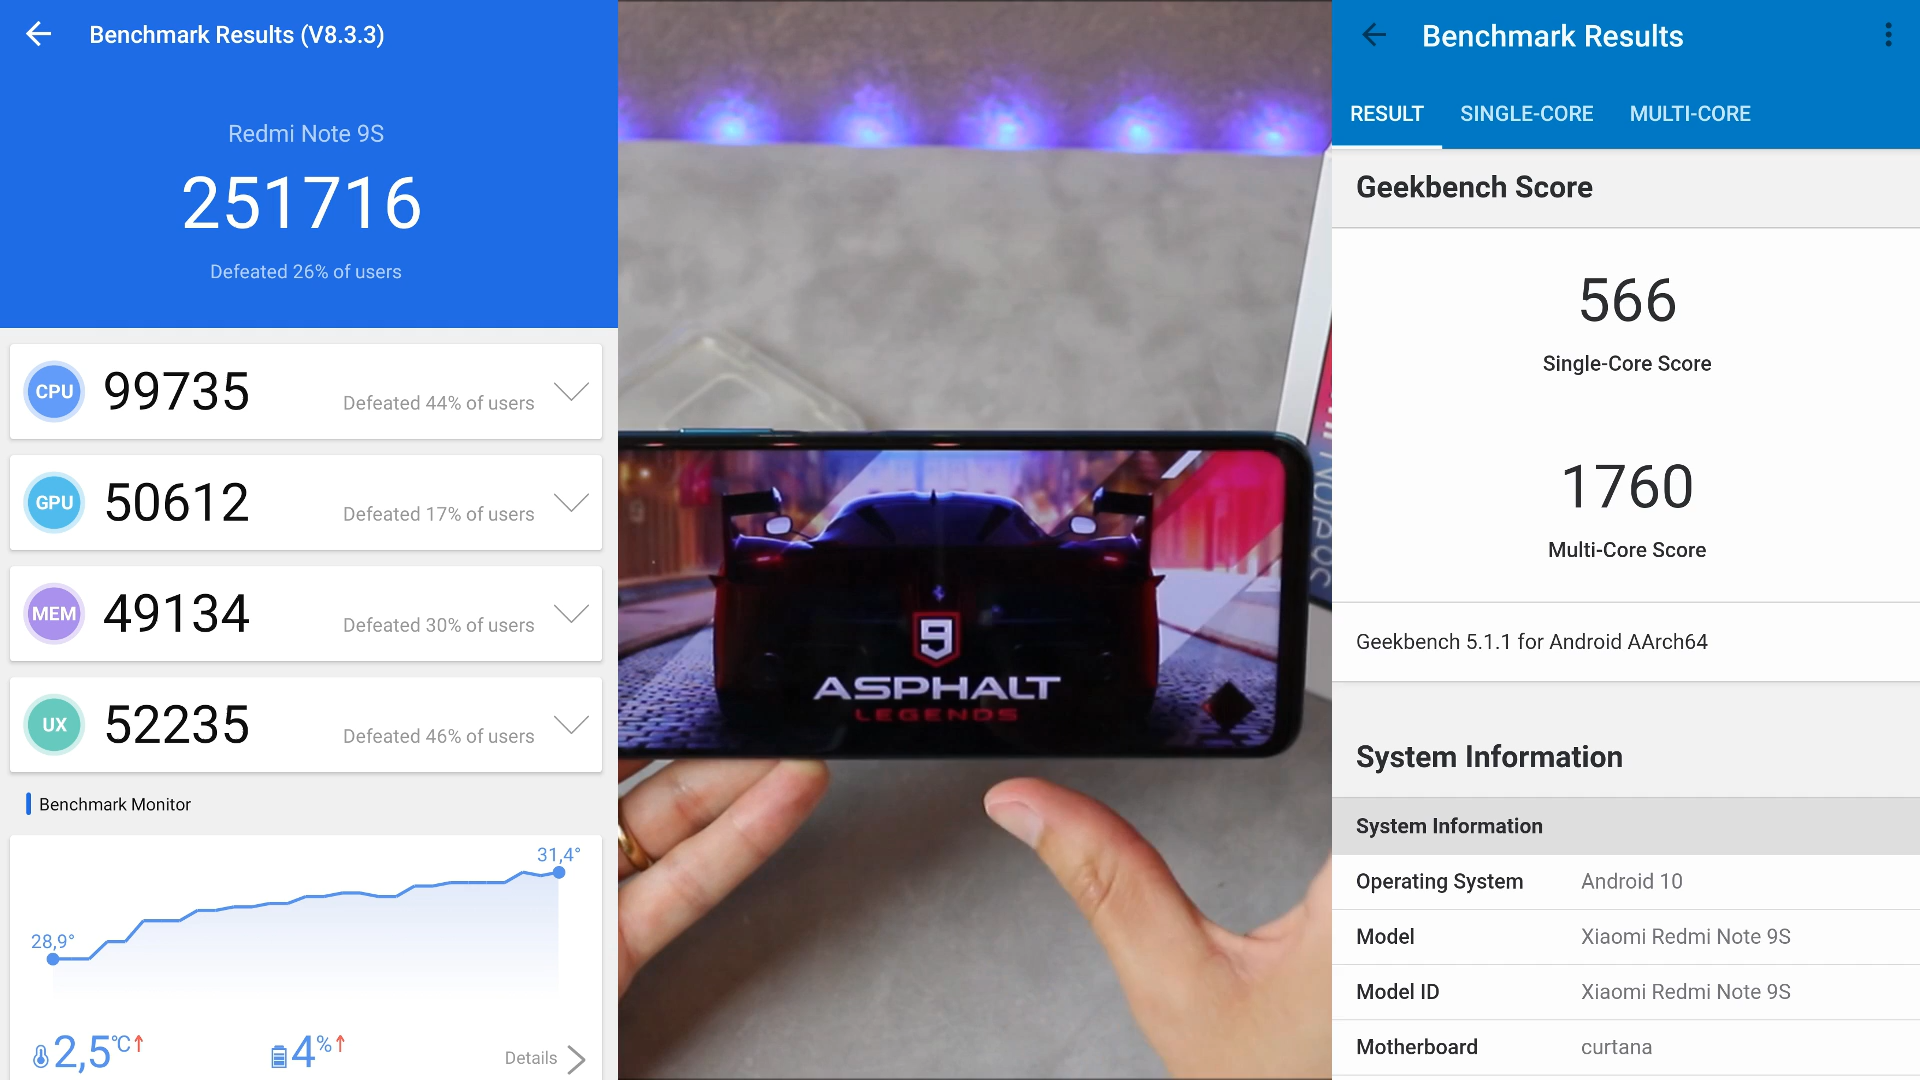 Benchmark Results (V8.3.3)
Redmi Note 9S
251716
Defeated 26% of users
CPU 99735 Defeated 44% of users
GPU 50612 Defeated 17% of users
MEM 49134 Defeated 30% of users
UX 52235 Defeated 46% of users
Benchmark Monitor
31,4°
28,9°
2,5°C↑ 4%↑ Details
9
ASPHALT
LEGENDS
Benchmark Results
RESULT SINGLE-CORE MULTI-CORE
Geekbench Score
566
Single-Core Score
1760
Multi-Core Score
Geekbench 5.1.1 for Android AArch64
System Information
System Information
Operating System Android 10
Model Xiaomi Redmi Note 9S
Model ID Xiaomi Redmi Note 9S
Motherboard curtana